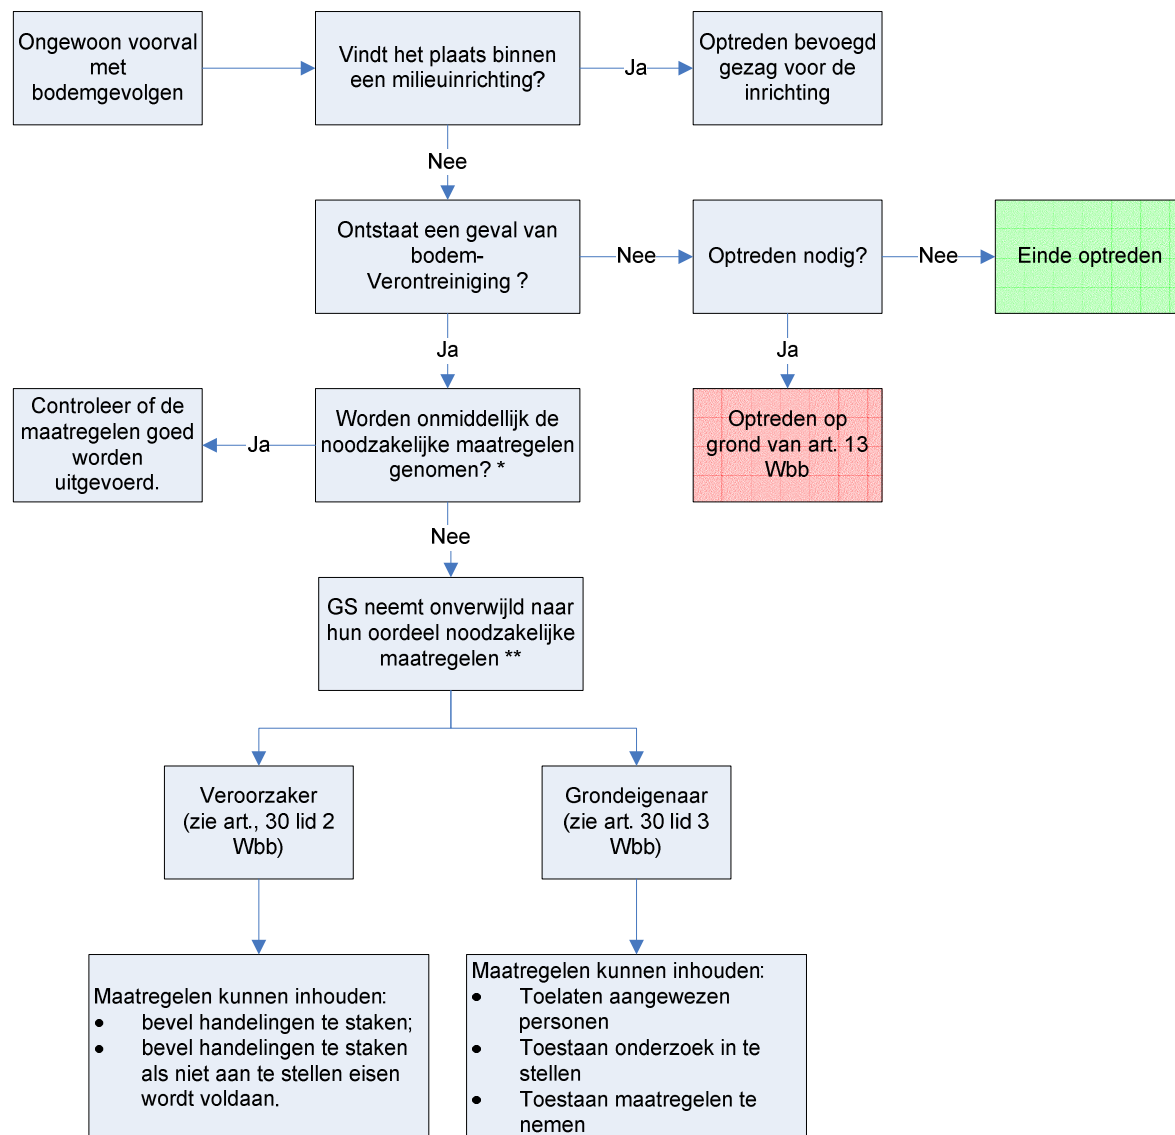 Ongewoon voorval
met
bodemgevolgen
Vindt het plaats binnen
een milieuinrichting?
Ja
Optreden bevoegd
gezag voor de
inrichting
Nee
Ontstaat een geval van
bodem-
Verontreiniging ?
Nee
Optreden nodig?
Nee
Einde optreden
Ja
Ja
Controleer of de
maatregelen goed
worden
uitgevoerd.
Ja
Worden onmiddellijk de
noodzakelijke maatregelen
genomen? *
Optreden op
grond van art. 13
Wbb
Nee
GS neemt onverwijld naar
hun oordeel noodzakelijke
maatregelen **
Veroorzaker
(zie art., 30 lid 2
Wbb)
Grondeigenaar
(zie art. 30 lid 3
Wbb)
Maatregelen kunnen inhouden:
• bevel handelingen te staken;
• bevel handelingen te staken
als niet aan te stellen eisen
wordt voldaan.
Maatregelen kunnen inhouden:
• Toelaten aangewezen
personen
• Toestaan onderzoek in te
stellen
• Toestaan maatregelen te
nemen